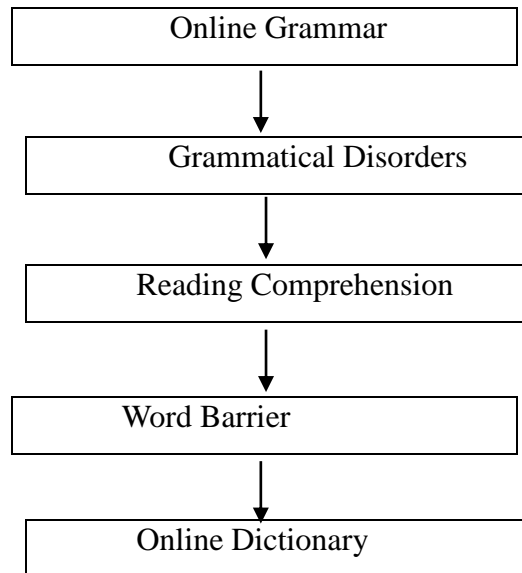 Online Grammar
Grammatical Disorders
Reading Comprehension
Word Barrier
Online Dictionary